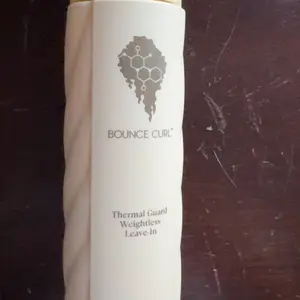 BOUNCE CURL
Thermal Guard
Weightless
Leave-In